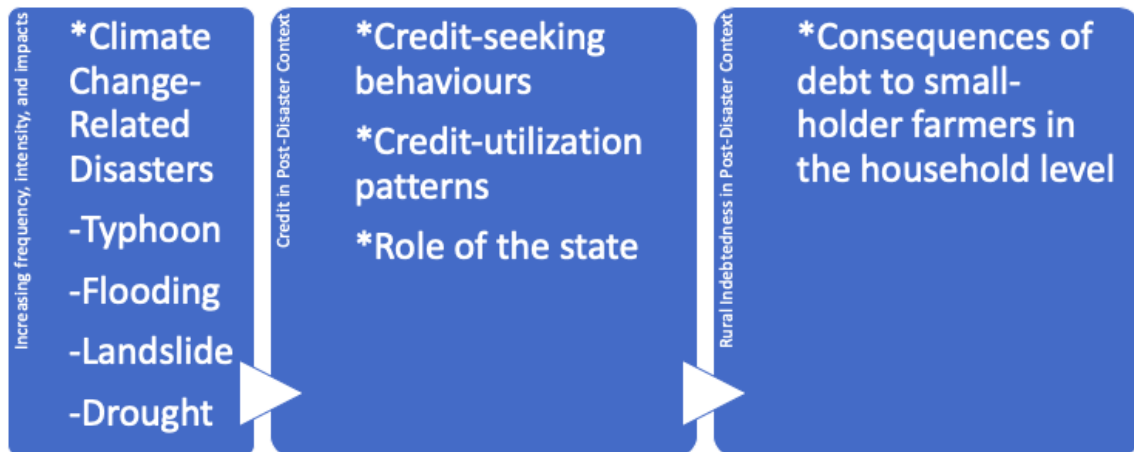 Increasing frequency, intensity, and impacts
*Climate
Change-
Related
Disasters
-Typhoon
-Flooding
-Landslide
-Drought
Credit in Post-Disaster Context
*Credit-seeking
behaviours
*Credit-utilization
patterns
*Role of the state
Rural Indebtedness in Post-Disaster Context
*Consequences of
debt to small-
holder farmers in
the household level